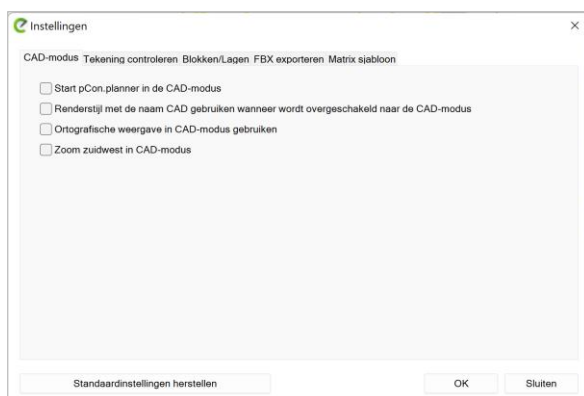 Instellingen
CAD-modus Tekening controleren Blokken/Lagen FBX exporteren Matrix sjabloon
Start pCon.planner in de CAD-modus
Renderstijl met de naam CAD gebruiken wanneer wordt overgeschakeld naar de CAD-modus
Ortografische weergave in CAD-modus gebruiken
Zoom zuidwest in CAD-modus
Standaardinstellingen herstellen OK Sluiten